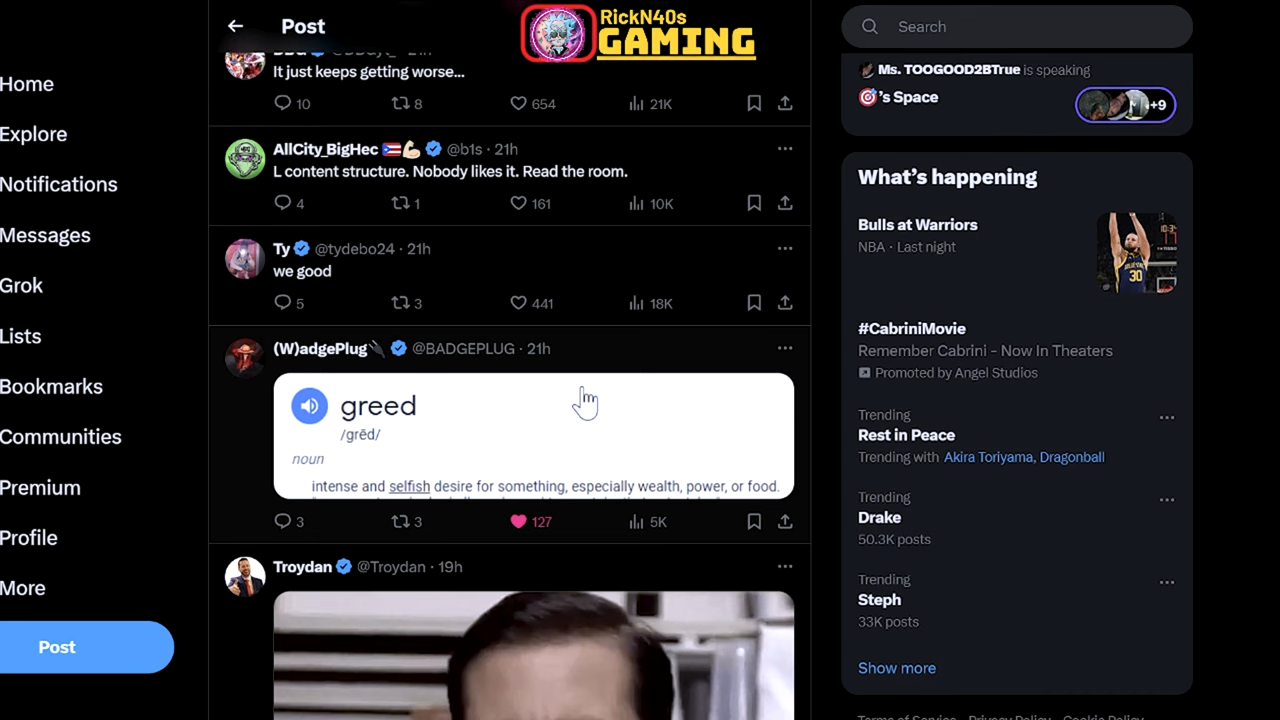 Home
Explore
Notifications
Messages
Grok
Lists
Bookmarks
Communities
Premium
Profile
More
Post
Post
RickN40s
GAMING
21h
It just keeps getting worse...
10 8 654 21K
AllCity_BigHec @b1s · 21h
L content structure. Nobody likes it. Read the room.
4 1 161 10K
Ty @tydebo24 · 21h
we good
5 3 441 18K
(W)adgePlug @BADGEPLUG · 21h
greed
/grēd/
noun
intense and selfish desire for something, especially wealth, power, or food.
3 3 127 5K
Troydan @Troydan · 19h
Search
Ms. TOOGOOD2BTrue is speaking
's Space +9
What's happening
Bulls at Warriors
NBA · Last night
#CabriniMovie
Remember Cabrini - Now In Theaters
Promoted by Angel Studios
Trending
Rest in Peace
Trending with Akira Toriyama, Dragonball
Trending
Drake
50.3K posts
Trending
Steph
33K posts
Show more